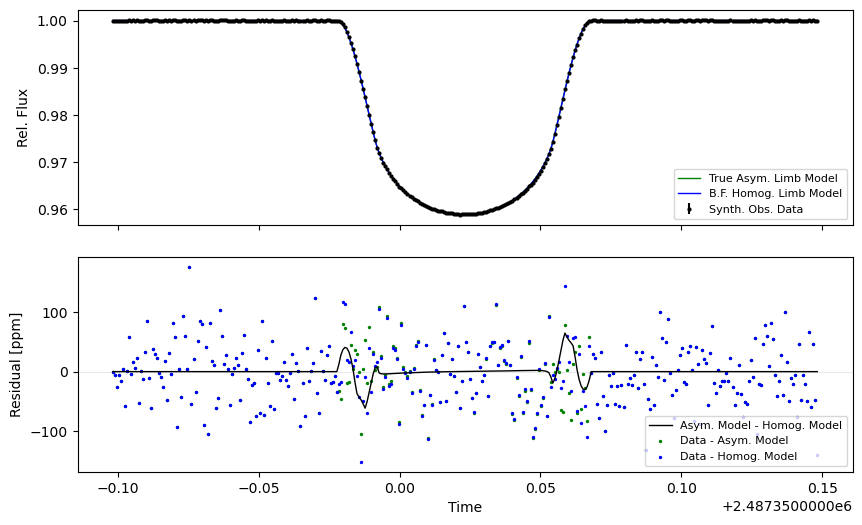 1.00
0.99
0.98
0.97
0.96
Rel. Flux
True Asym. Limb Model
B.F. Homog. Limb Model
Synth. Obs. Data
100
0
−100
Residual [ppm]
Asym. Model - Homog. Model
Data - Asym. Model
Data - Homog. Model
−0.10
−0.05
0.00
0.05
0.10
0.15
Time
+2.4873500000e6